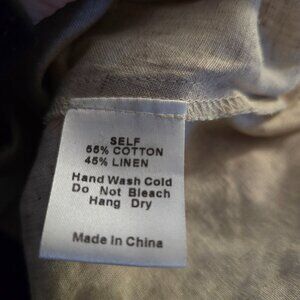 SELF
55% COTTON
45% LINEN
Hand Wash Cold
Do Not Bleach
Hang Dry
Made in China